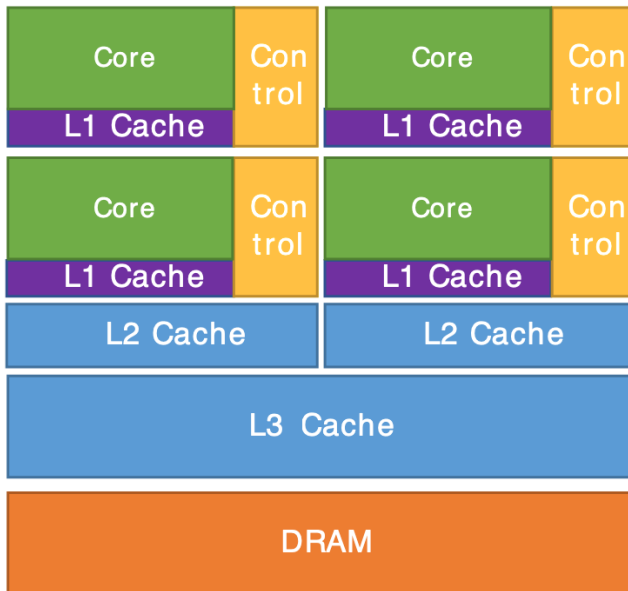 Core
Con
trol
L1 Cache
Core
Con
trol
L1 Cache
Core
Con
trol
L1 Cache
Core
Con
trol
L1 Cache
L2 Cache
L2 Cache
L3 Cache
DRAM